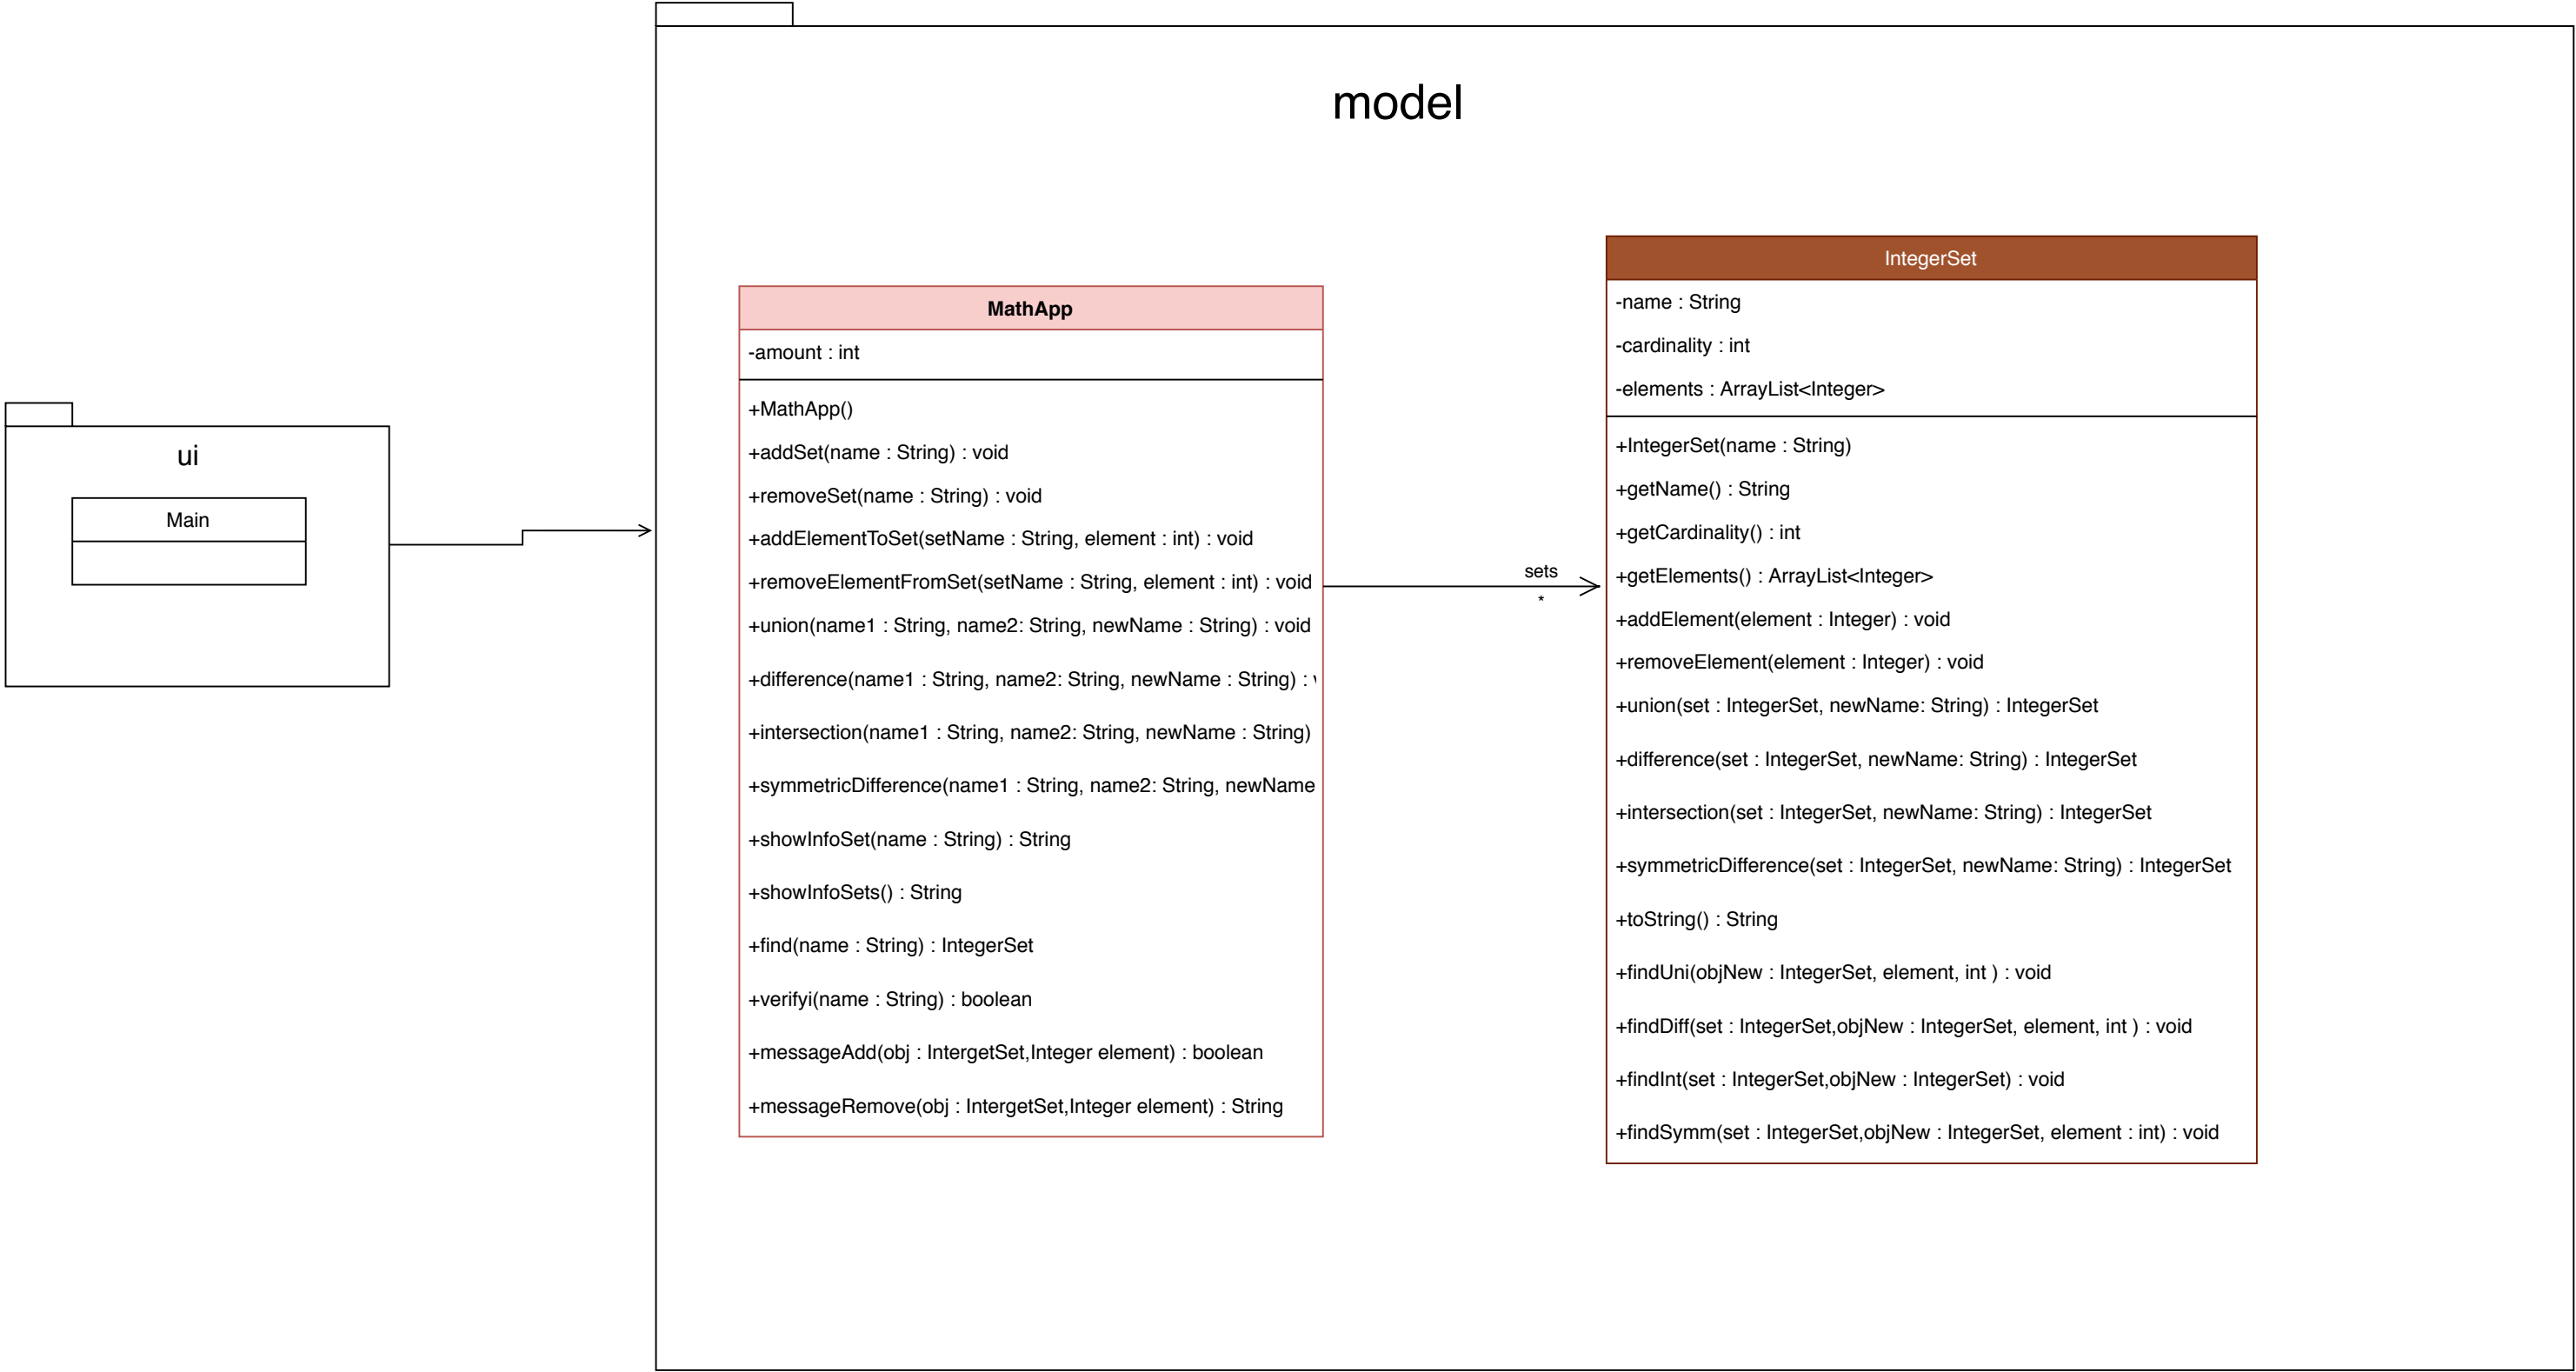 model
ui
Main
MathApp
-amount : int
+MathApp()
+addSet(name : String) : void
+removeSet(name : String) : void
+addElementToSet(setName : String, element : int) : void
+removeElementFromSet(setName : String, element : int) : void
+union(name1 : String, name2: String, newName : String) : void
+difference(name1 : String, name2: String, newName : String) :
+intersection(name1 : String, name2: String, newName : String)
+symmetricDifference(name1 : String, name2: String, newName
+showInfoSet(name : String) : String
+showInfoSets() : String
+find(name : String) : IntegerSet
+verifyi(name : String) : boolean
+messageAdd(obj : IntergetSet,Integer element) : boolean
+messageRemove(obj : IntergetSet,Integer element) : String
sets
*
IntegerSet
-name : String
-cardinality : int
-elements : ArrayList<Integer>
+IntegerSet(name : String)
+getName() : String
+getCardinality() : int
+getElements() : ArrayList<Integer>
+addElement(element : Integer) : void
+removeElement(element : Integer) : void
+union(set : IntegerSet, newName: String) : IntegerSet
+difference(set : IntegerSet, newName: String) : IntegerSet
+intersection(set : IntegerSet, newName: String) : IntegerSet
+symmetricDifference(set : IntegerSet, newName: String) : IntegerSet
+toString() : String
+findUni(objNew : IntegerSet, element, int ) : void
+findDiff(set : IntegerSet,objNew : IntegerSet, element, int ) : void
+findInt(set : IntegerSet,objNew : IntegerSet) : void
+findSymm(set : IntegerSet,objNew : IntegerSet, element : int) : void